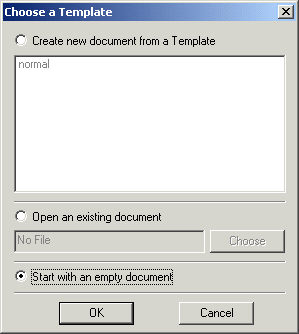 Choose a Template
Create new document from a Template
normal
Open an existing document
No File Choose
Start with an empty document
OK Cancel